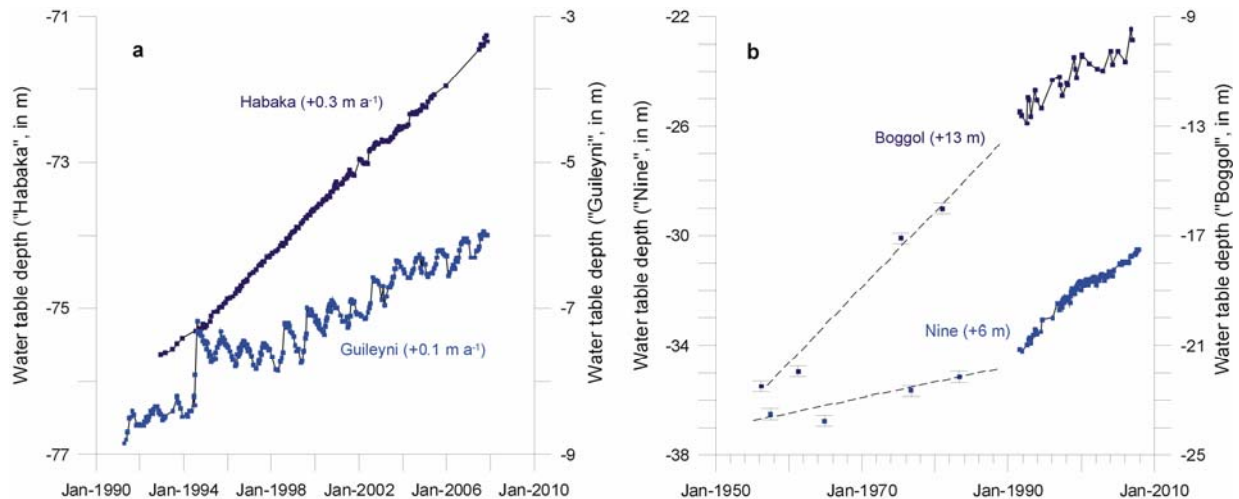 a
Water table depth ("Habaka", in m)
-71
-73
-75
-77
Habaka (+0.3 m a⁻¹)
Guileyni (+0.1 m a⁻¹)
-3
-5
-7
-9
Water table depth ("Guileyni", in m)
Jan-1990 Jan-1994 Jan-1998 Jan-2002 Jan-2006 Jan-2010
b
Water table depth ("Nine", in m)
-22
-26
-30
-34
-38
Boggol (+13 m)
Nine (+6 m)
-9
-13
-17
-21
-25
Water table depth ("Boggol", in m)
Jan-1950 Jan-1970 Jan-1990 Jan-2010